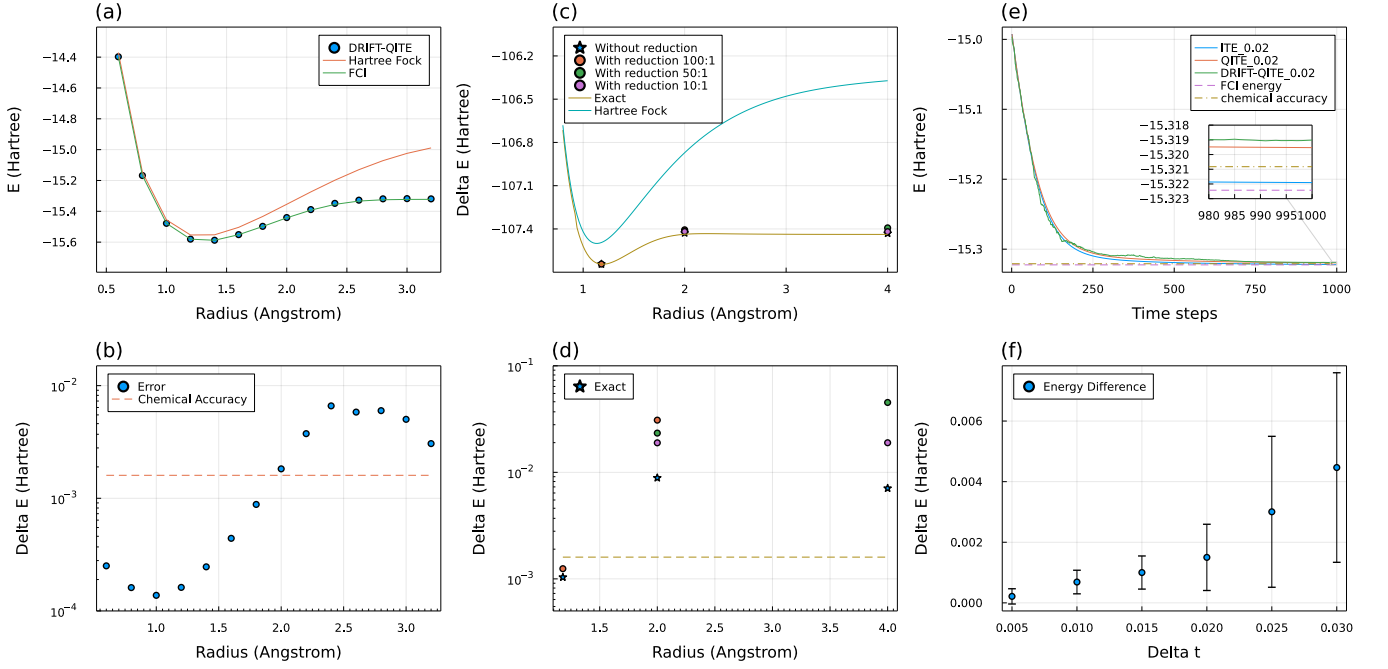 (a)
−14.4
−14.6
−14.8
−15.0
−15.2
−15.4
−15.6
E (Hartree)
0.5
1.0
1.5
2.0
2.5
3.0
Radius (Angstrom)
DRIFT-QITE
Hartree Fock
FCI
(c)
−106.2
−106.5
−106.8
−107.1
−107.4
Delta E (Hartree)
1
2
3
4
Radius (Angstrom)
Without reduction
With reduction 100:1
With reduction 50:1
With reduction 10:1
Exact
Hartree Fock
(e)
−15.0
−15.1
−15.2
−15.3
E (Hartree)
0
250
500
750
1000
Time steps
ITE_0.02
QITE_0.02
DRIFT-QITE_0.02
FCI energy
chemical accuracy
−15.318
−15.319
−15.320
−15.321
−15.322
−15.323
980
985
990
995
1000
(b)
10⁻²
10⁻³
10⁻⁴
Delta E (Hartree)
1.0
1.5
2.0
2.5
3.0
Radius (Angstrom)
Error
Chemical Accuracy
(d)
10⁻¹
10⁻²
10⁻³
Delta E (Hartree)
1.5
2.0
2.5
3.0
3.5
4.0
Radius (Angstrom)
Exact
(f)
0.006
0.004
0.002
0.000
Delta E (Hartree)
0.005
0.010
0.015
0.020
0.025
0.030
Delta t
Energy Difference